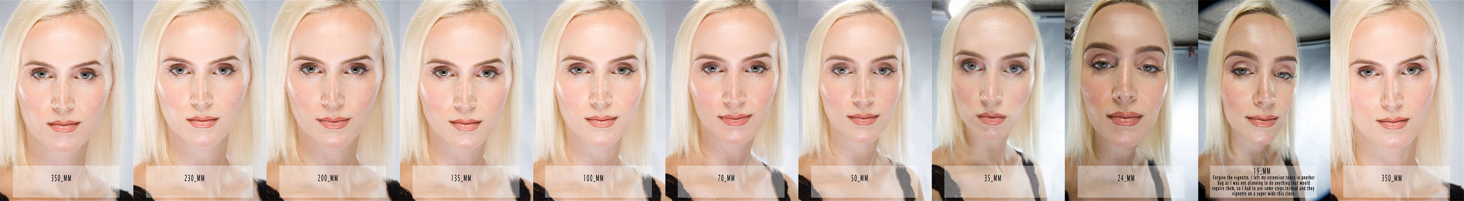 350_MM
230_MM
200_MM
135_MM
100_MM
70_MM
50_MM
35_MM
24_MM
19_MM
Forgive the vignette, I left my extension tubes in another
bag as I was not planning to do anything that would
require them, so I had to use some steps instead and they
vignette on a super wide this close.
350_MM